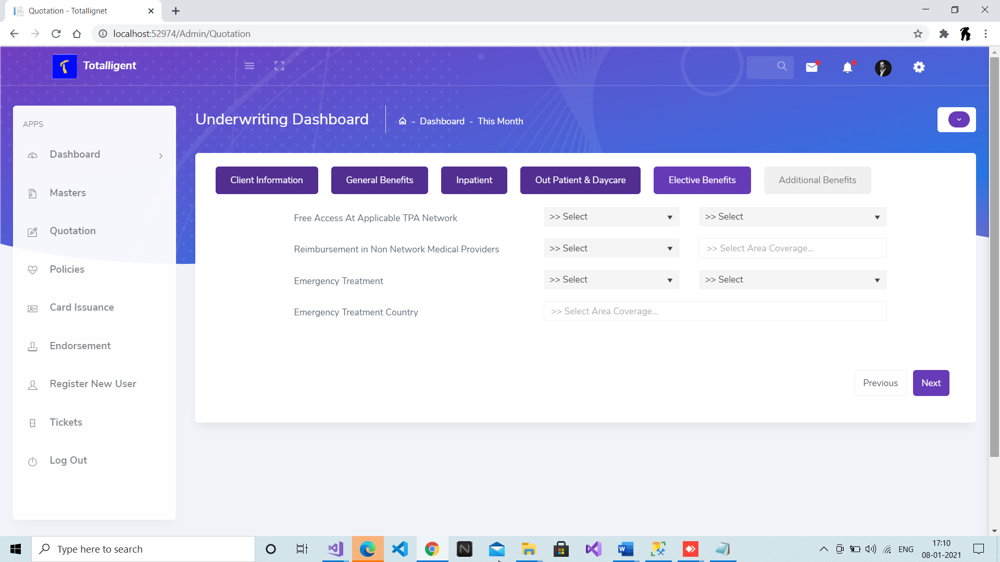 Quotation - Totallignet
localhost:52974/Admin/Quotation
Totalligent
Underwriting Dashboard
- Dashboard - This Month
APPS
Dashboard
Masters
Quotation
Policies
Card Issuance
Endorsement
Register New User
Tickets
Log Out
Client Information
General Benefits
Inpatient
Out Patient & Daycare
Elective Benefits
Additional Benefits
Free Access At Applicable TPA Network >> Select >> Select
Reimbursement in Non Network Medical Providers >> Select >> Select Area Coverage...
Emergency Treatment >> Select >> Select
Emergency Treatment Country >> Select Area Coverage...
Previous Next
Type here to search
ENG
17:10
08-01-2021